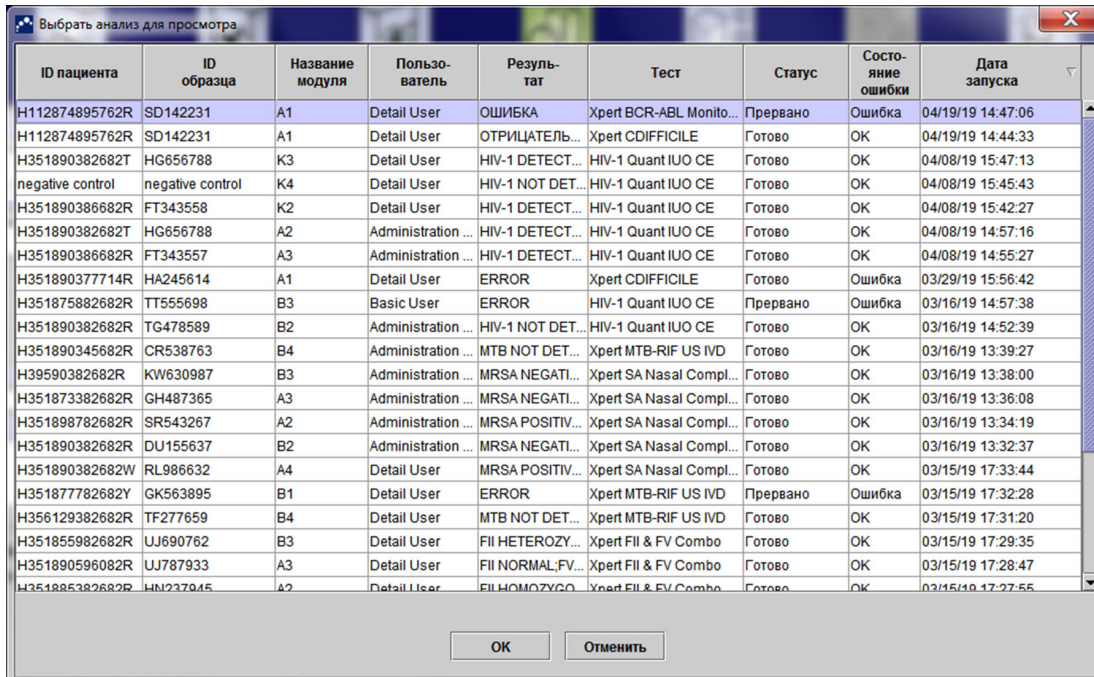 Выбрать анализ для просмотра
ID пациента ID образца Название модуля Пользо-ватель Резуль-тат Тест Статус Состо-яние ошибки Дата запуска
H112874895762R SD142231 A1 Detail User ОШИБКА Xpert BCR-ABL Monito... Прервано Ошибка 04/19/19 14:47:06
H112874895762R SD142231 A1 Detail User ОТРИЦАТЕЛЬ... Xpert CDIFFICILE Готово OK 04/19/19 14:44:33
H351890382682T HG656788 K3 Detail User HIV-1 DETECT... HIV-1 Quant IUO CE Готово OK 04/08/19 15:47:13
negative control negative control K4 Detail User HIV-1 NOT DET... HIV-1 Quant IUO CE Готово OK 04/08/19 15:45:43
H351890386682R FT343558 K2 Detail User HIV-1 DETECT... HIV-1 Quant IUO CE Готово OK 04/08/19 15:42:27
H351890382682T HG656788 A2 Administration ... HIV-1 DETECT... HIV-1 Quant IUO CE Готово OK 04/08/19 14:57:16
H351890386682R FT343557 A3 Administration ... HIV-1 DETECT... HIV-1 Quant IUO CE Готово OK 04/08/19 14:55:27
H351890377714R HA245614 A1 Detail User ERROR Xpert CDIFFICILE Готово Ошибка 03/29/19 15:56:42
H351875882682R TT555698 B3 Basic User ERROR HIV-1 Quant IUO CE Прервано Ошибка 03/16/19 14:57:38
H351890382682R TG478589 B2 Administration ... HIV-1 NOT DET... HIV-1 Quant IUO CE Готово OK 03/16/19 14:52:39
H351890345682R CR538763 B4 Administration ... MTB NOT DET... Xpert MTB-RIF US IVD Готово OK 03/16/19 13:39:27
H39590382682R KW630987 B3 Administration ... MRSA NEGATI... Xpert SA Nasal Compl... Готово OK 03/16/19 13:38:00
H351873382682R GH487365 A3 Administration ... MRSA NEGATI... Xpert SA Nasal Compl... Готово OK 03/16/19 13:36:08
H351898782682R SR543267 A2 Administration ... MRSA POSITIV... Xpert SA Nasal Compl... Готово OK 03/16/19 13:34:19
H351890382682R DU155637 B2 Administration ... MRSA NEGATI... Xpert SA Nasal Compl... Готово OK 03/16/19 13:32:37
H351890382682W RL986632 A4 Detail User MRSA POSITIV... Xpert SA Nasal Compl... Готово OK 03/15/19 17:33:44
H351877782682Y GK563895 B1 Detail User ERROR Xpert MTB-RIF US IVD Прервано Ошибка 03/15/19 17:32:28
H356129382682R TF277659 B4 Detail User MTB NOT DET... Xpert MTB-RIF US IVD Готово OK 03/15/19 17:31:20
H351855982682R UJ690762 B3 Detail User FII HETEROZY... Xpert FII & FV Combo Готово OK 03/15/19 17:29:35
H351890596082R UJ787933 A3 Detail User FII NORMAL;FV... Xpert FII & FV Combo Готово OK 03/15/19 17:28:47
H351885382682R HN237945 A2 Detail User FII HOMOZYGO... Xpert FII & FV Combo Готово OK 03/15/19 17:27:55
OK Отменить